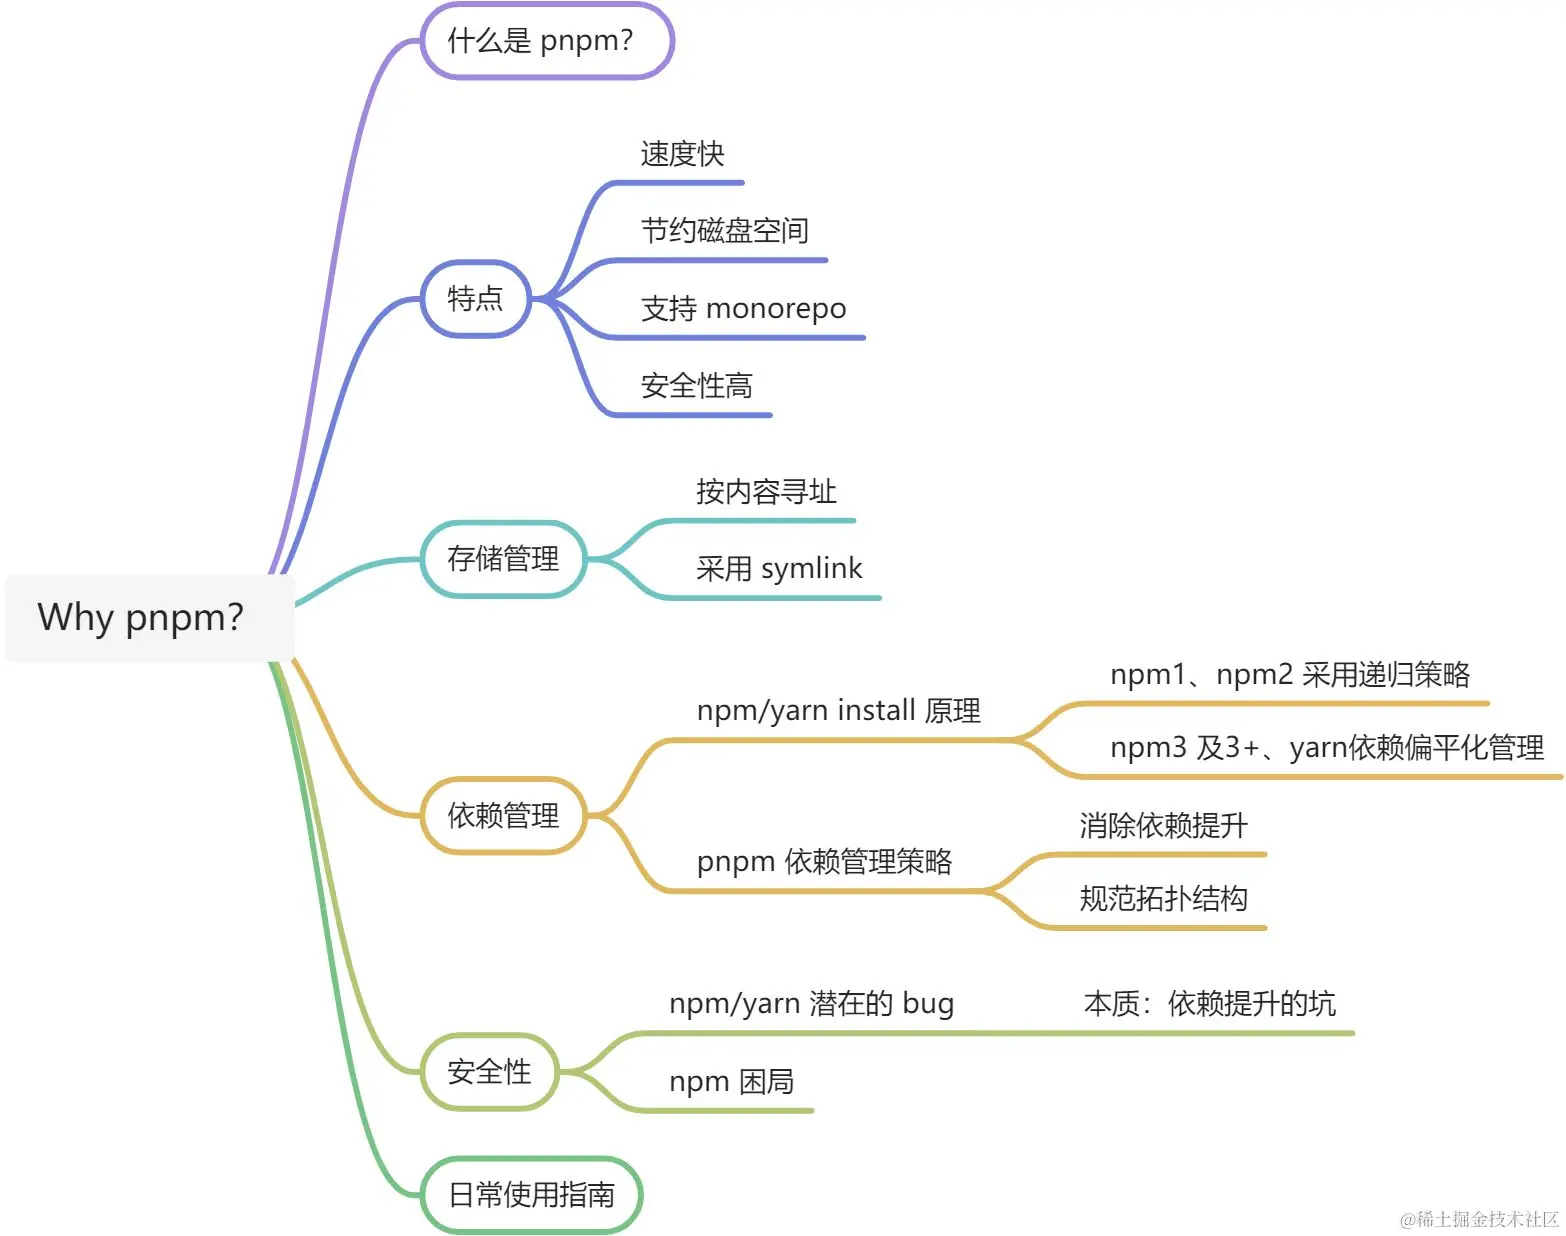 什么是 pnpm？
速度快
节约磁盘空间
特点
支持 monorepo
安全性高
按内容寻址
存储管理
采用 symlink
Why pnpm？
npm/yarn install 原理
npm1、npm2 采用递归策略
npm3 及3+、yarn依赖偏平化管理
依赖管理
pnpm 依赖管理策略
消除依赖提升
规范拓扑结构
npm/yarn 潜在的 bug
本质：依赖提升的坑
安全性
npm 困局
日常使用指南
@稀土掘金技术社区